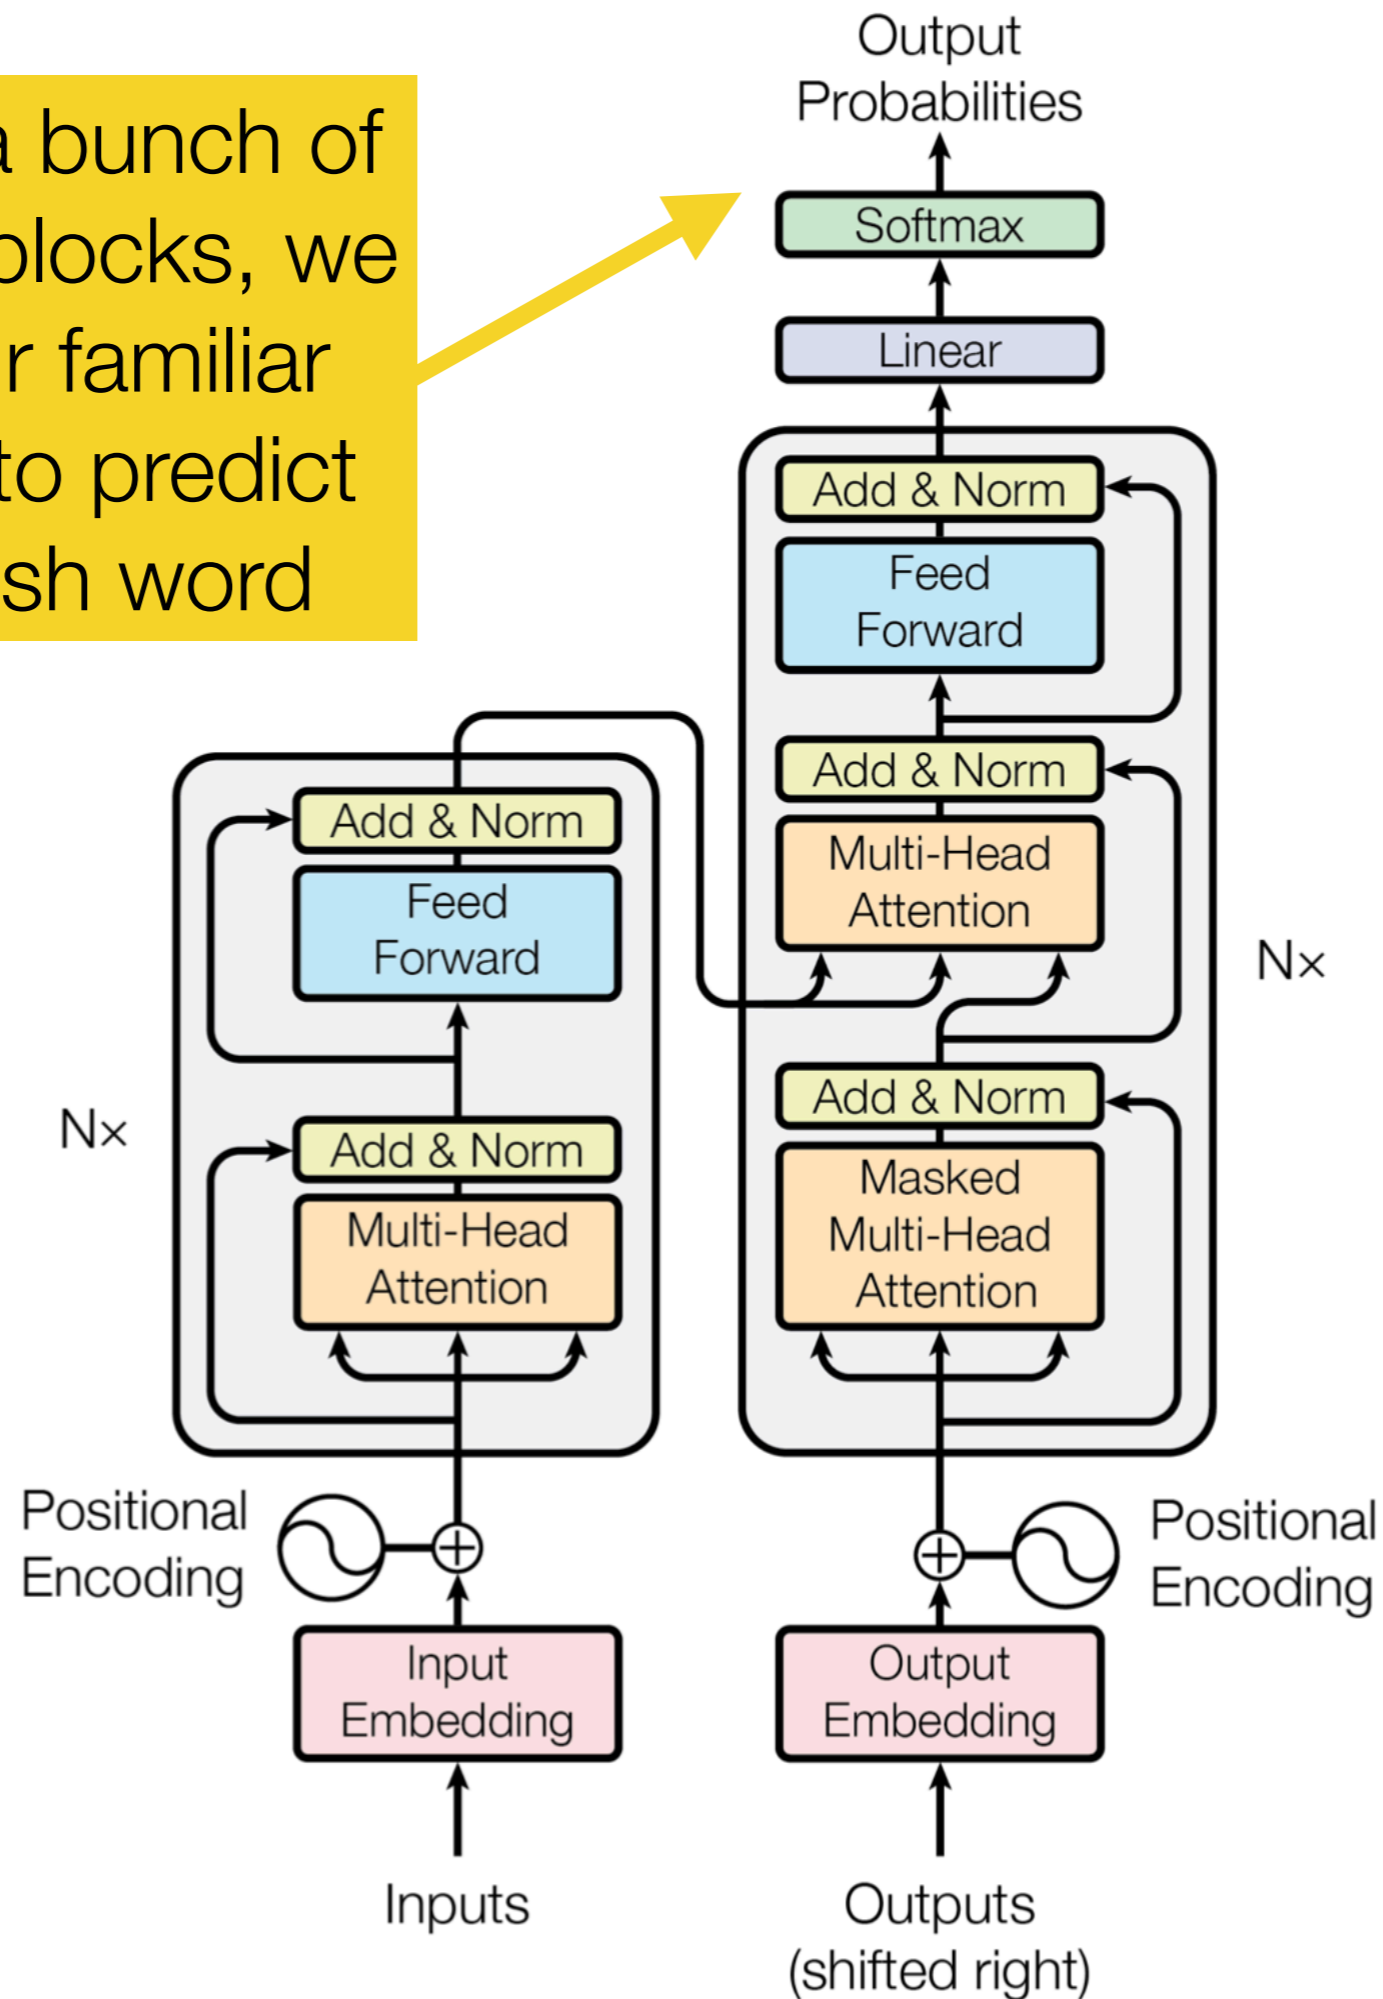 a bunch of
blocks, we
r familiar
to predict
sh word
Output
Probabilities
Softmax
Linear
Add & Norm
Feed
Forward
Add & Norm
Multi-Head
Attention
N×
Add & Norm
Masked
Multi-Head
Attention
Add & Norm
Feed
Forward
N×
Add & Norm
Multi-Head
Attention
Positional
Encoding
Positional
Encoding
Input
Embedding
Output
Embedding
Inputs
Outputs
(shifted right)